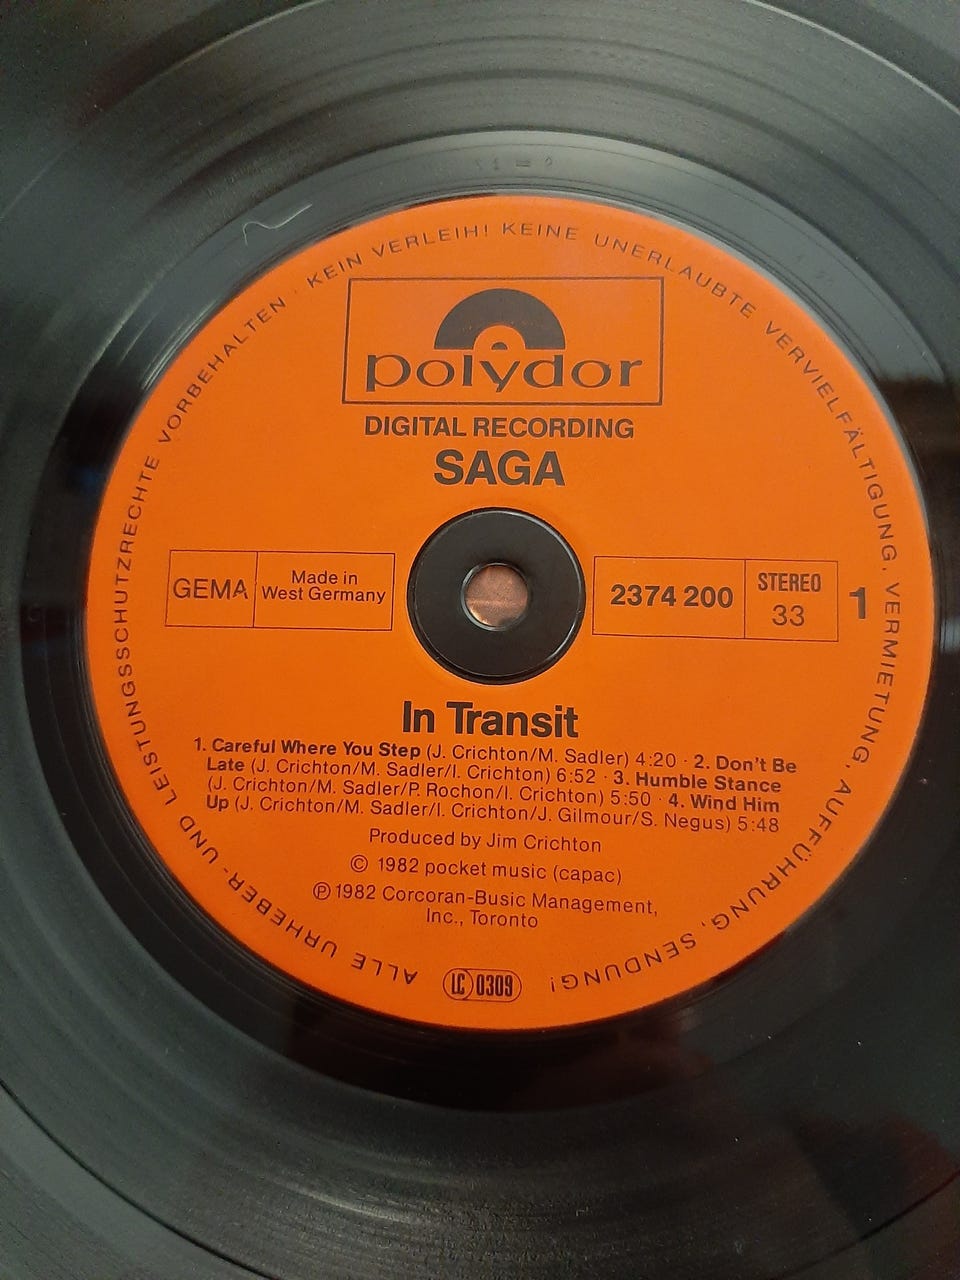 ALLE URHEBER- UND LEISTUNGSSCHUTZRECHTE VORBEHALTEN · KEIN VERLEIH! KEINE UNERLAUBTE VERVIELFÄLTIGUNG, VERMIETUNG, AUFFÜHRUNG, SENDUNG!
polydor
DIGITAL RECORDING
SAGA
GEMA
Made in
West Germany
2374 200
STEREO
33
1
In Transit
1. Careful Where You Step (J. Crichton/M. Sadler) 4:20 · 2. Don't Be
Late (J. Crichton/M. Sadler/I. Crichton) 6:52 · 3. Humble Stance
(J. Crichton/M. Sadler/P. Rochon/I. Crichton) 5:50 · 4. Wind Him
Up (J. Crichton/M. Sadler/I. Crichton/J. Gilmour/S. Negus) 5:48
Produced by Jim Crichton
© 1982 pocket music (capac)
℗ 1982 Corcoran-Busic Management,
Inc., Toronto
LC 0309